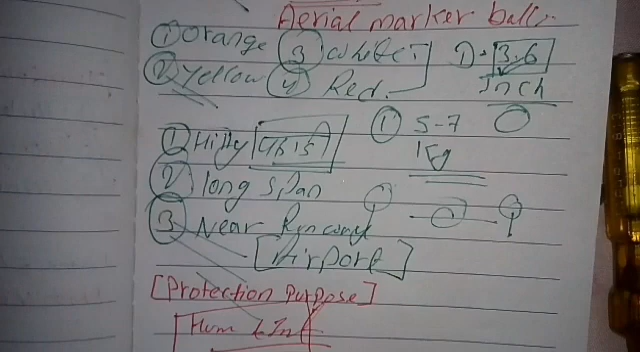 Aerial marker ball
① Orange ③ white
② Yellow ④ Red
D. 3.6
Inch
① Hilly
① 5-7
kg
② long span
③ Near
[Airport]
[Protection Purpose]